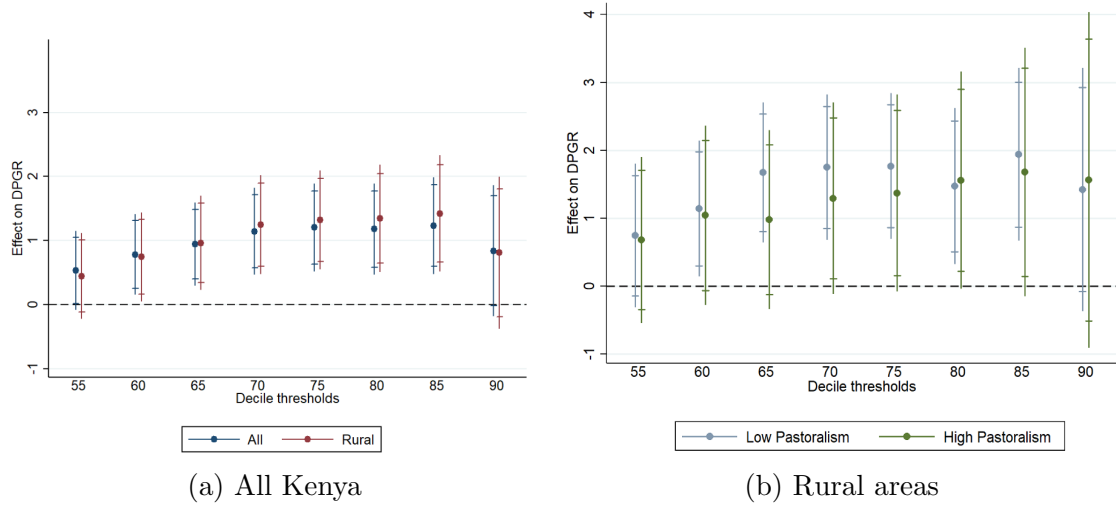 Effect on DPGR
3
2
1
0
-1
55 60 65 70 75 80 85 90
Decile thresholds
All Rural
(a) All Kenya
Effect on DPGR
4
3
2
1
0
-1
55 60 65 70 75 80 85 90
Decile thresholds
Low Pastoralism High Pastoralism
(b) Rural areas